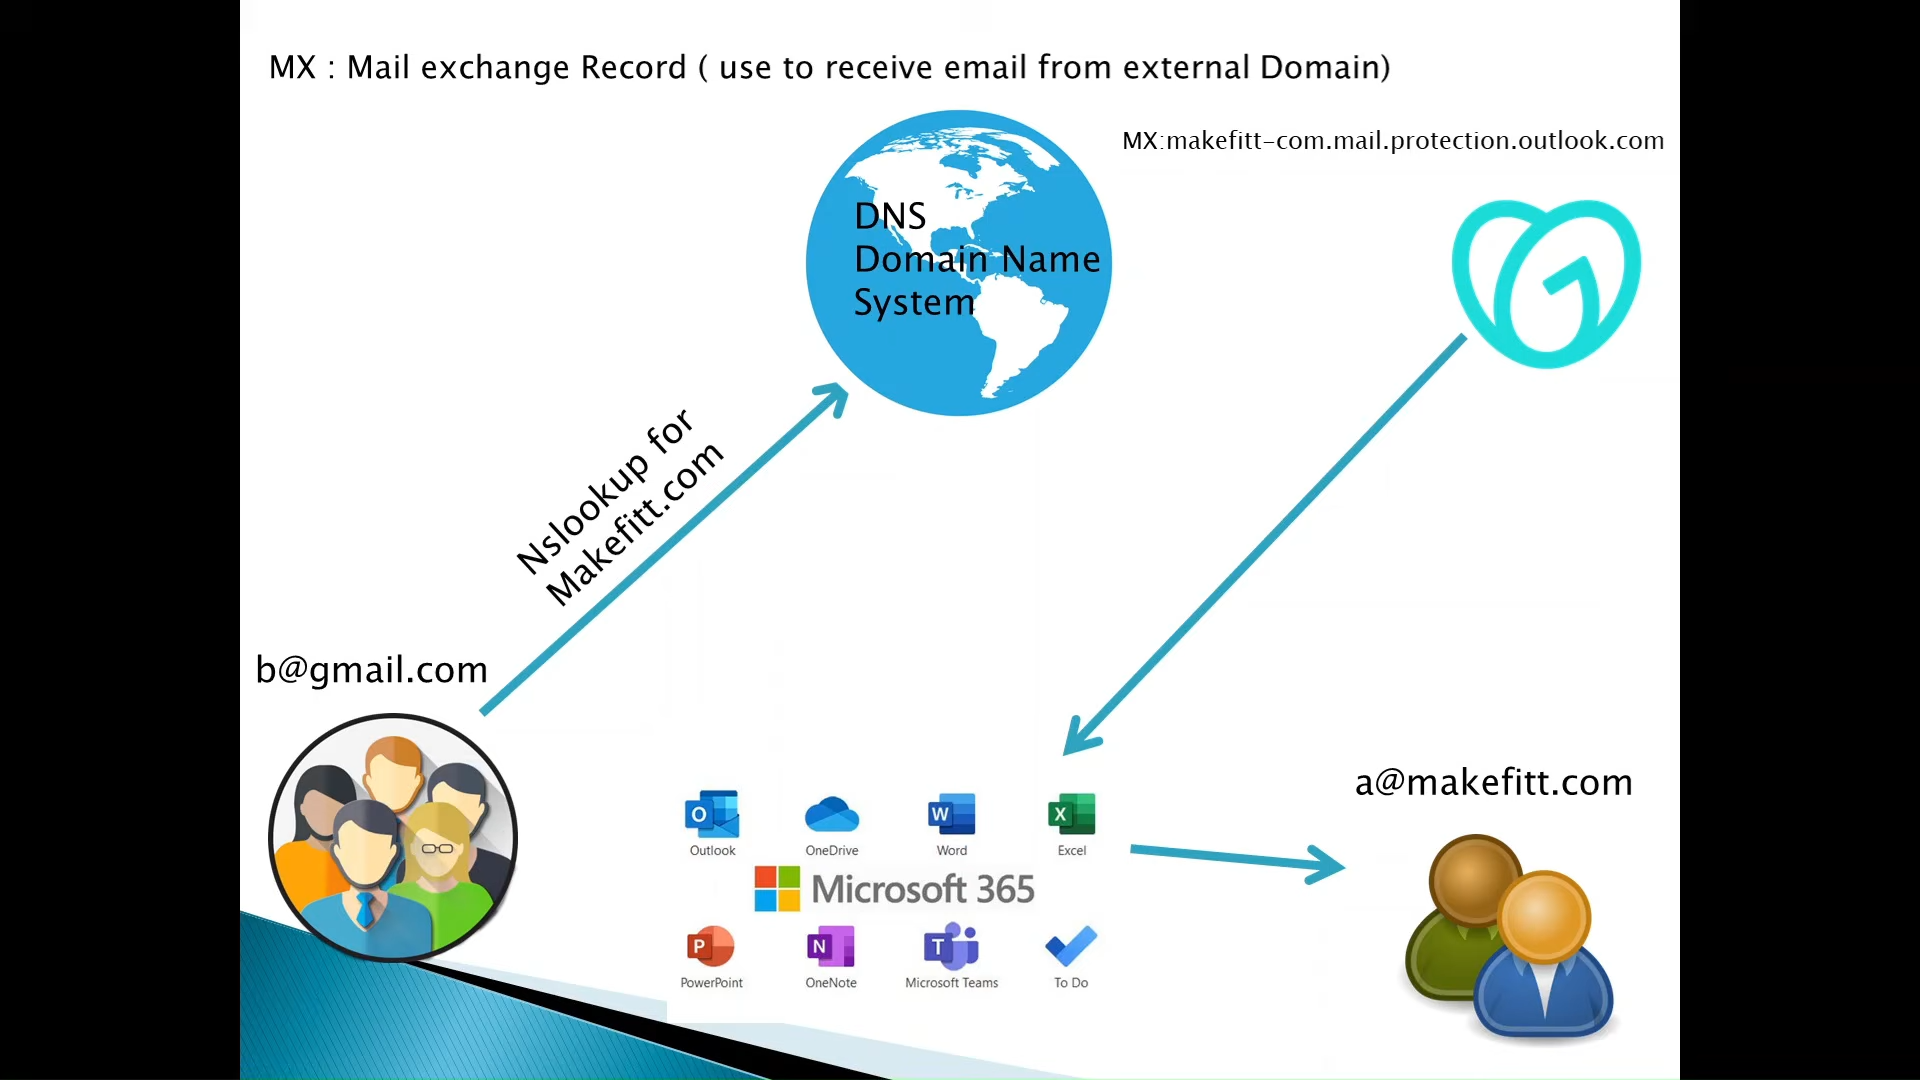 MX : Mail exchange Record ( use to receive email from external Domain)
MX:makefitt-com.mail.protection.outlook.com
DNS
Domain Name
System
Nslookup for
Makefitt.com
b@gmail.com
a@makefitt.com
Outlook
OneDrive
Word
Excel
Microsoft 365
PowerPoint
OneNote
Microsoft Teams
To Do